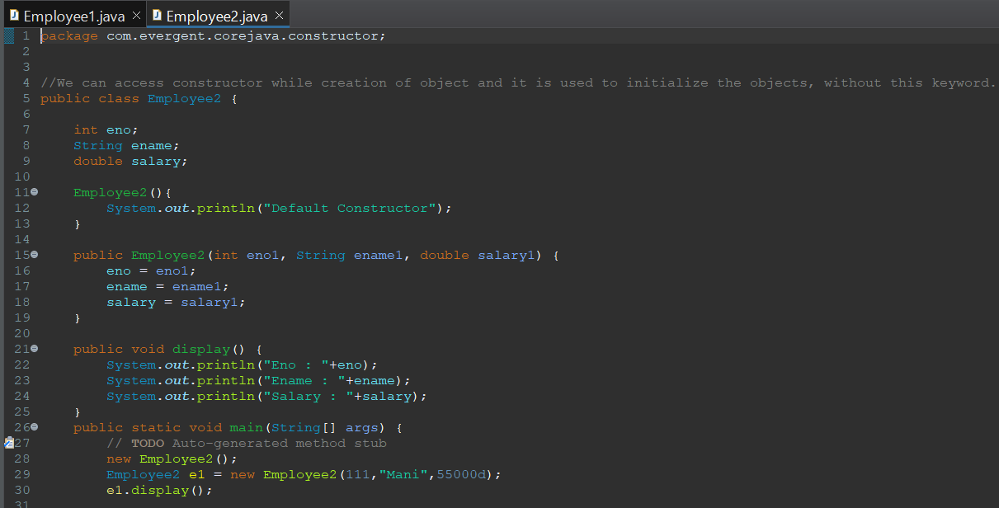 Employee1.java Employee2.java
1 package com.evergent.corejava.constructor;
2
3
4 //We can access constructor while creation of object and it is used to initialize the objects, without this keyword.
5 public class Employee2 {
6
7 int eno;
8 String ename;
9 double salary;
10
11 Employee2(){
12 System.out.println("Default Constructor");
13 }
14
15 public Employee2(int eno1, String ename1, double salary1) {
16 eno = eno1;
17 ename = ename1;
18 salary = salary1;
19 }
20
21 public void display() {
22 System.out.println("Eno : "+eno);
23 System.out.println("Ename : "+ename);
24 System.out.println("Salary : "+salary);
25 }
26 public static void main(String[] args) {
27 // TODO Auto-generated method stub
28 new Employee2();
29 Employee2 e1 = new Employee2(111,"Mani",55000d);
30 e1.display();
31